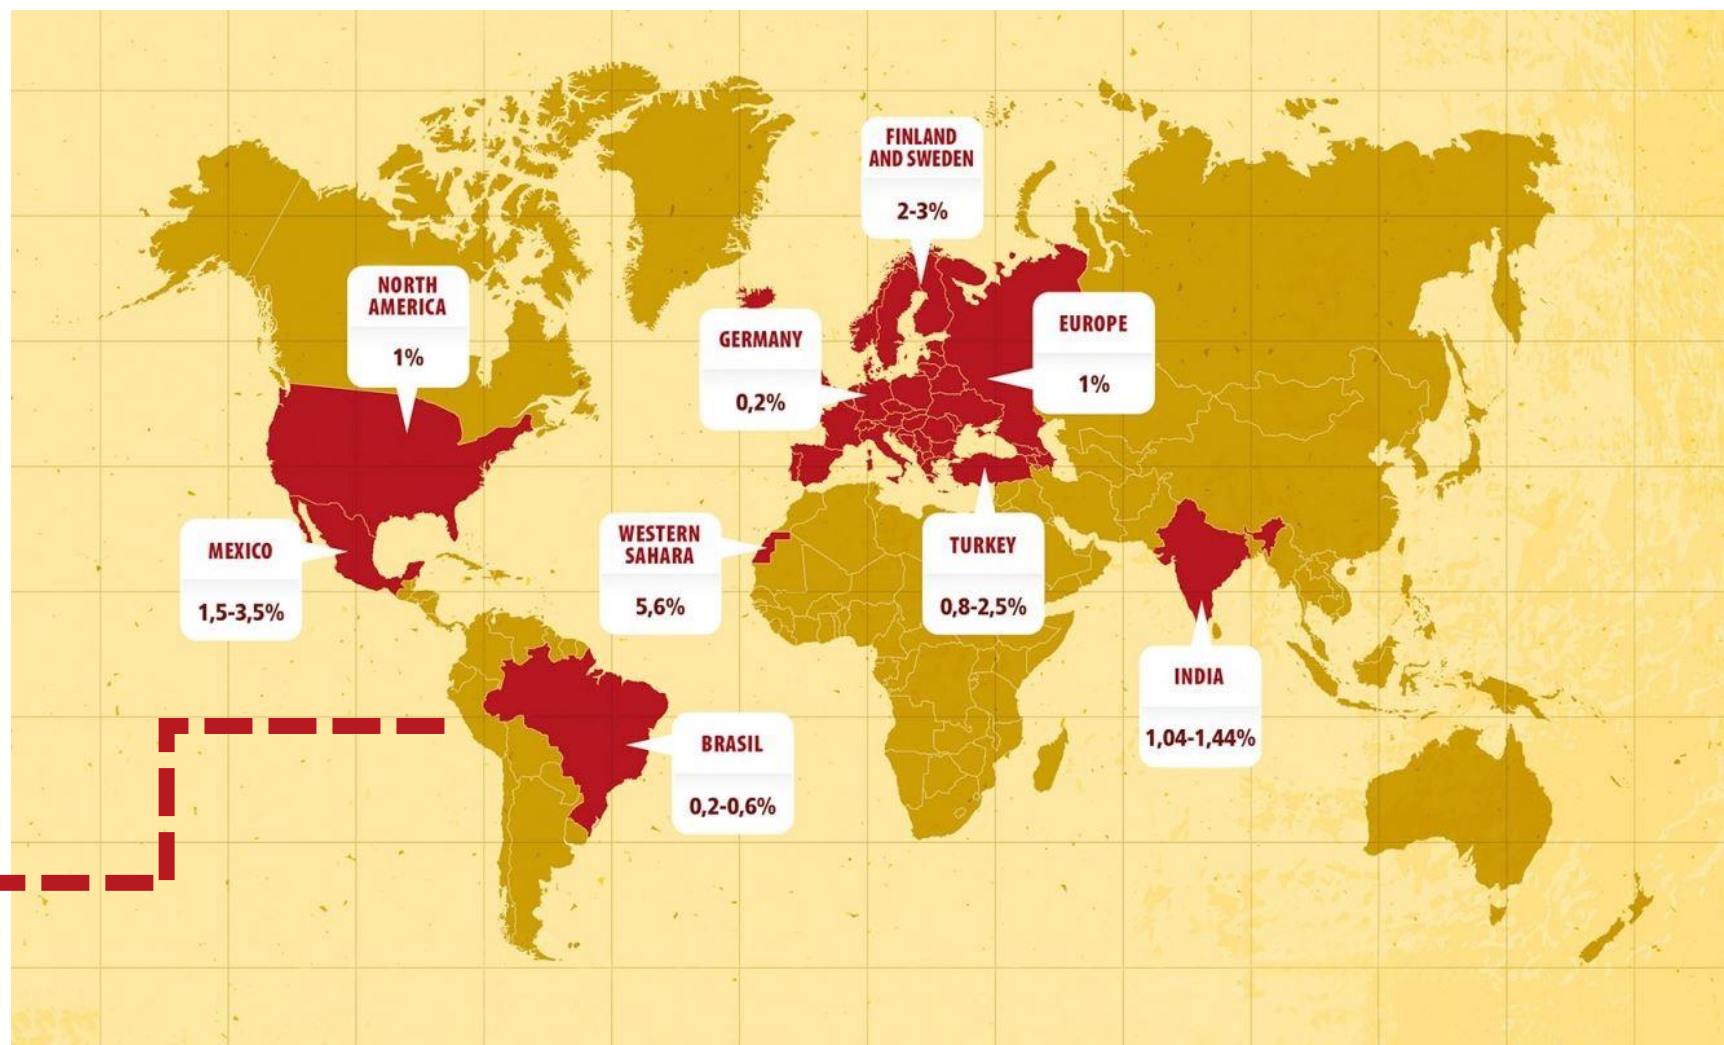 FINLAND
AND SWEDEN
2-3%
NORTH
AMERICA
1%
GERMANY
0,2%
EUROPE
1%
MEXICO
1,5-3,5%
WESTERN
SAHARA
5,6%
TURKEY
0,8-2,5%
INDIA
1,04-1,44%
BRASIL
0,2-0,6%